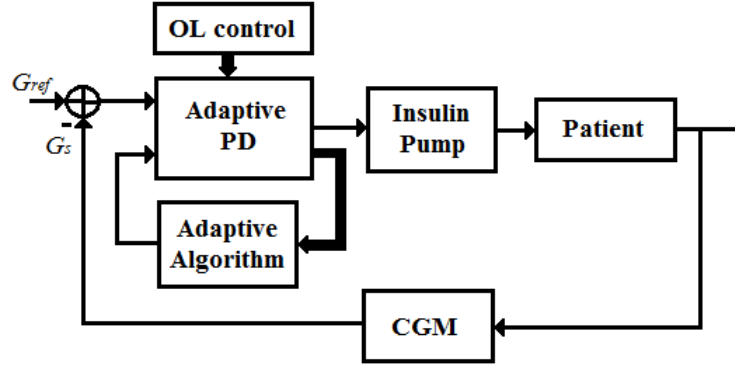 OL control
Gref
Adaptive
PD
Insulin
Pump
Patient
-
Gs
Adaptive
Algorithm
CGM